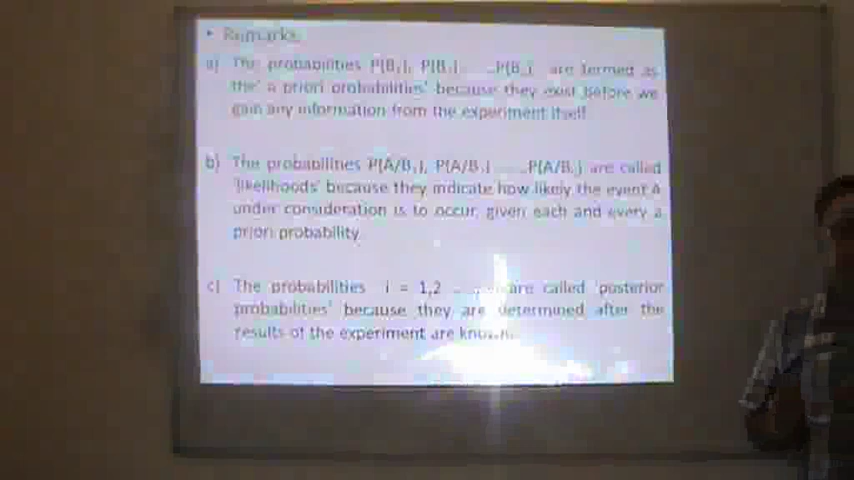 • Remarks
a) The probabilities P(B₁), P(B₂) ... ..P(Bₙ) are termed as
the' a priori probabilities' because they exist before we
gain any information from the experiment itself
b) The probabilities P(A/B₁), P(A/B₂) .......P(A/Bₙ) are called
'likelihoods' because they indicate how likely the event A
under consideration is to occur, given each and every a
priori probability.
c) The probabilities i = 1,2 are called 'posterior
probabilities' because they are determined after the
results of the experiment are known.